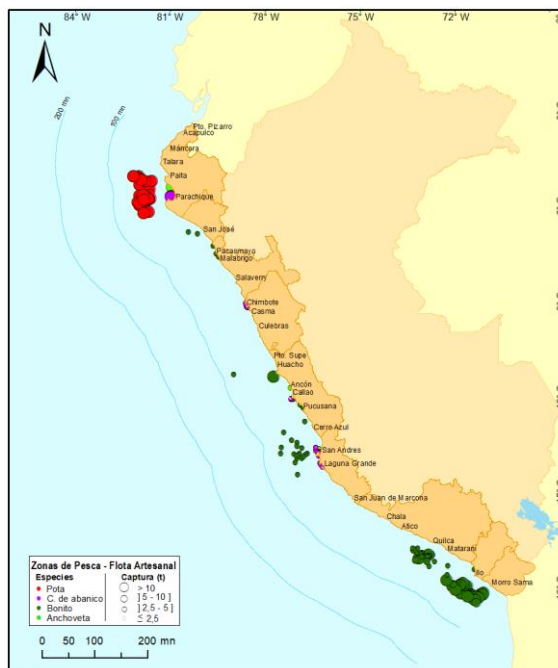 84° W 81° W 78° W 75° W 72° W
N
200 mn
100 mn
Pto. Pizarro
Acapulco
Máncora
Talara
Paita
Parachique
San José
Pacasmayo
Malabrigo
Salaverry
Chimbote
Casma
Culebras
Pto. Supe
Huacho
Ancón
Callao
Pucusana
Cerro Azul
San Andres
Laguna Grande
San Juan de Marcona
Chala
Atico
Quilca
Matarani
Ilo
Morro Sama
Zonas de Pesca - Flota Artesanal
Especies Captura (t)
Pota > 10
C. de abanico ] 5 - 10 ]
Bonito ] 2,5 - 5 ]
Anchoveta ≤ 2,5
0 50 100 200 mn